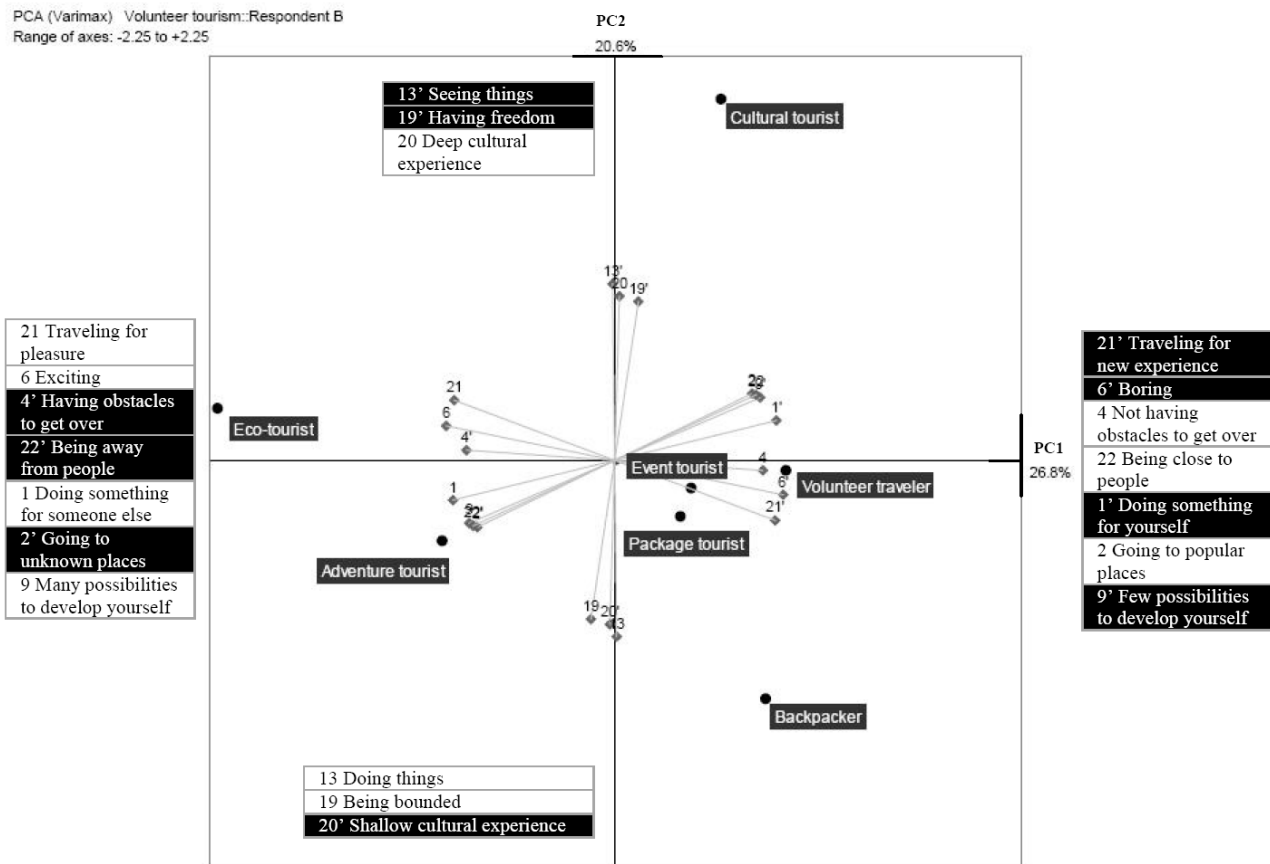 PCA (Varimax) Volunteer tourism::Respondent B
Range of axes: -2.25 to +2.25
PC2
20.6%
13’ Seeing things
19’ Having freedom
20 Deep cultural
experience
Cultural tourist
13'
20
19'
21 Traveling for
pleasure
6 Exciting
4’ Having obstacles
to get over
22’ Being away
from people
1 Doing something
for someone else
2’ Going to
unknown places
9 Many possibilities
to develop yourself
21
6
4'
Eco-tourist
1
Adventure tourist
1'
4
6'
21'
Event tourist
Volunteer traveler
Package tourist
PC1
26.8%
21’ Traveling for
new experience
6’ Boring
4 Not having
obstacles to get over
22 Being close to
people
1’ Doing something
for yourself
2 Going to popular
places
9’ Few possibilities
to develop yourself
19
20'
13
Backpacker
13 Doing things
19 Being bounded
20’ Shallow cultural experience